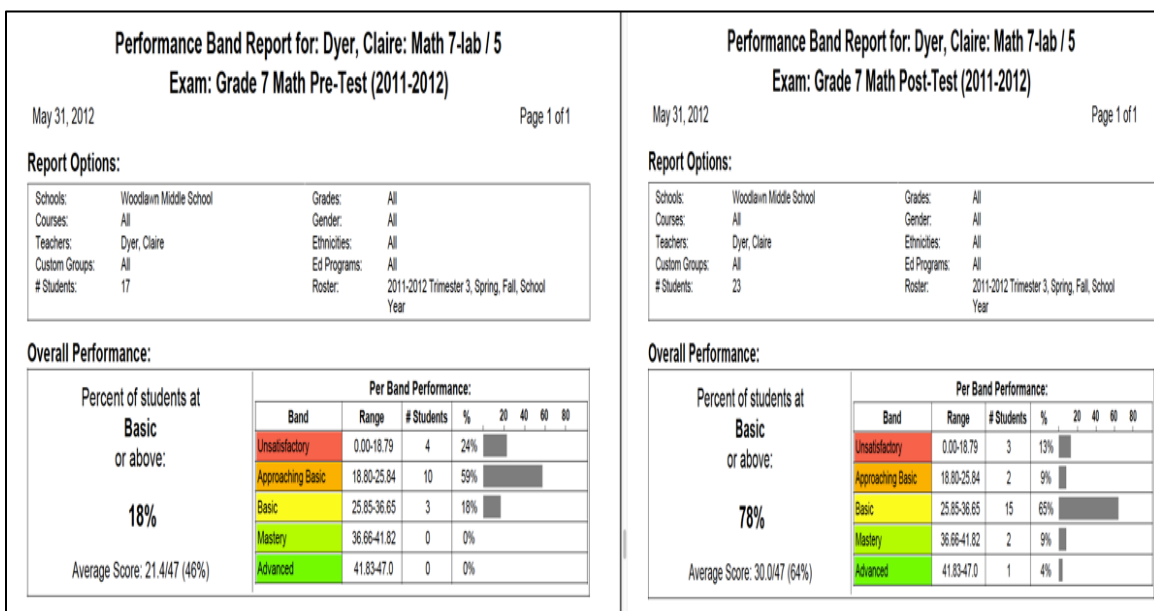 Performance Band Report for: Dyer, Claire: Math 7-lab / 5
Exam: Grade 7 Math Pre-Test (2011-2012)
May 31, 2012 Page 1 of 1
Report Options:
Schools: Woodlawn Middle School Grades: All
Courses: All Gender: All
Teachers: Dyer, Claire Ethnicities: All
Custom Groups: All Ed Programs: All
# Students: 17 Roster: 2011-2012 Trimester 3, Spring, Fall, School
Year
Overall Performance:
Percent of students at
Basic
or above:
18%
Average Score: 21.4/47 (46%)
Per Band Performance:
Band Range # Students % 20 40 60 80
Unsatisfactory 0.00-18.79 4 24%
Approaching Basic 18.80-25.84 10 59%
Basic 25.85-36.65 3 18%
Mastery 36.66-41.82 0 0%
Advanced 41.83-47.0 0 0%
Performance Band Report for: Dyer, Claire: Math 7-lab / 5
Exam: Grade 7 Math Post-Test (2011-2012)
May 31, 2012 Page 1 of 1
Report Options:
Schools: Woodlawn Middle School Grades: All
Courses: All Gender: All
Teachers: Dyer, Claire Ethnicities: All
Custom Groups: All Ed Programs: All
# Students: 23 Roster: 2011-2012 Trimester 3, Spring, Fall, School
Year
Overall Performance:
Percent of students at
Basic
or above:
78%
Average Score: 30.0/47 (64%)
Per Band Performance:
Band Range # Students % 20 40 60 80
Unsatisfactory 0.00-18.79 3 13%
Approaching Basic 18.80-25.84 2 9%
Basic 25.85-36.65 15 65%
Mastery 36.66-41.82 2 9%
Advanced 41.83-47.0 1 4%